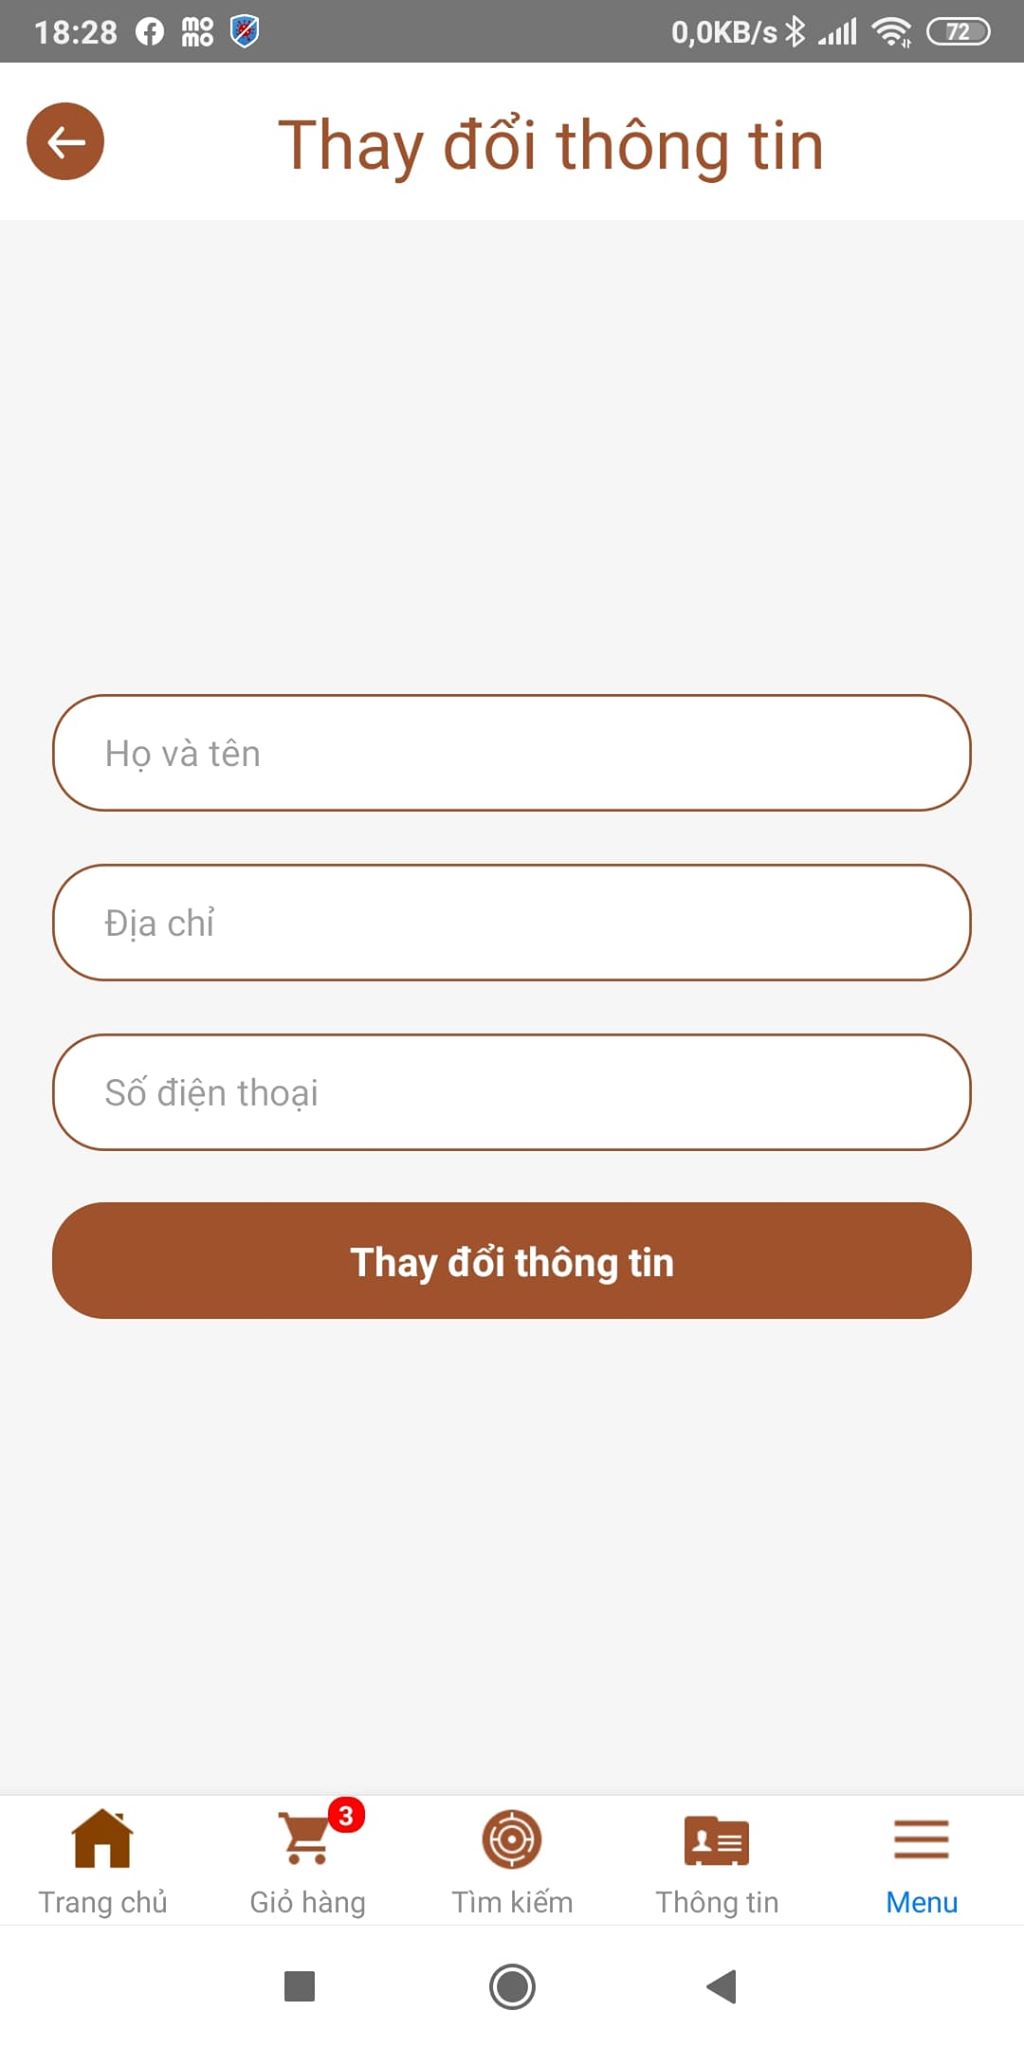 18:28 mo mo 0,0KB/s 72
Thay đổi thông tin
Họ và tên
Địa chỉ
Số điện thoại
Thay đổi thông tin
3
Trang chủ Giỏ hàng Tìm kiếm Thông tin Menu